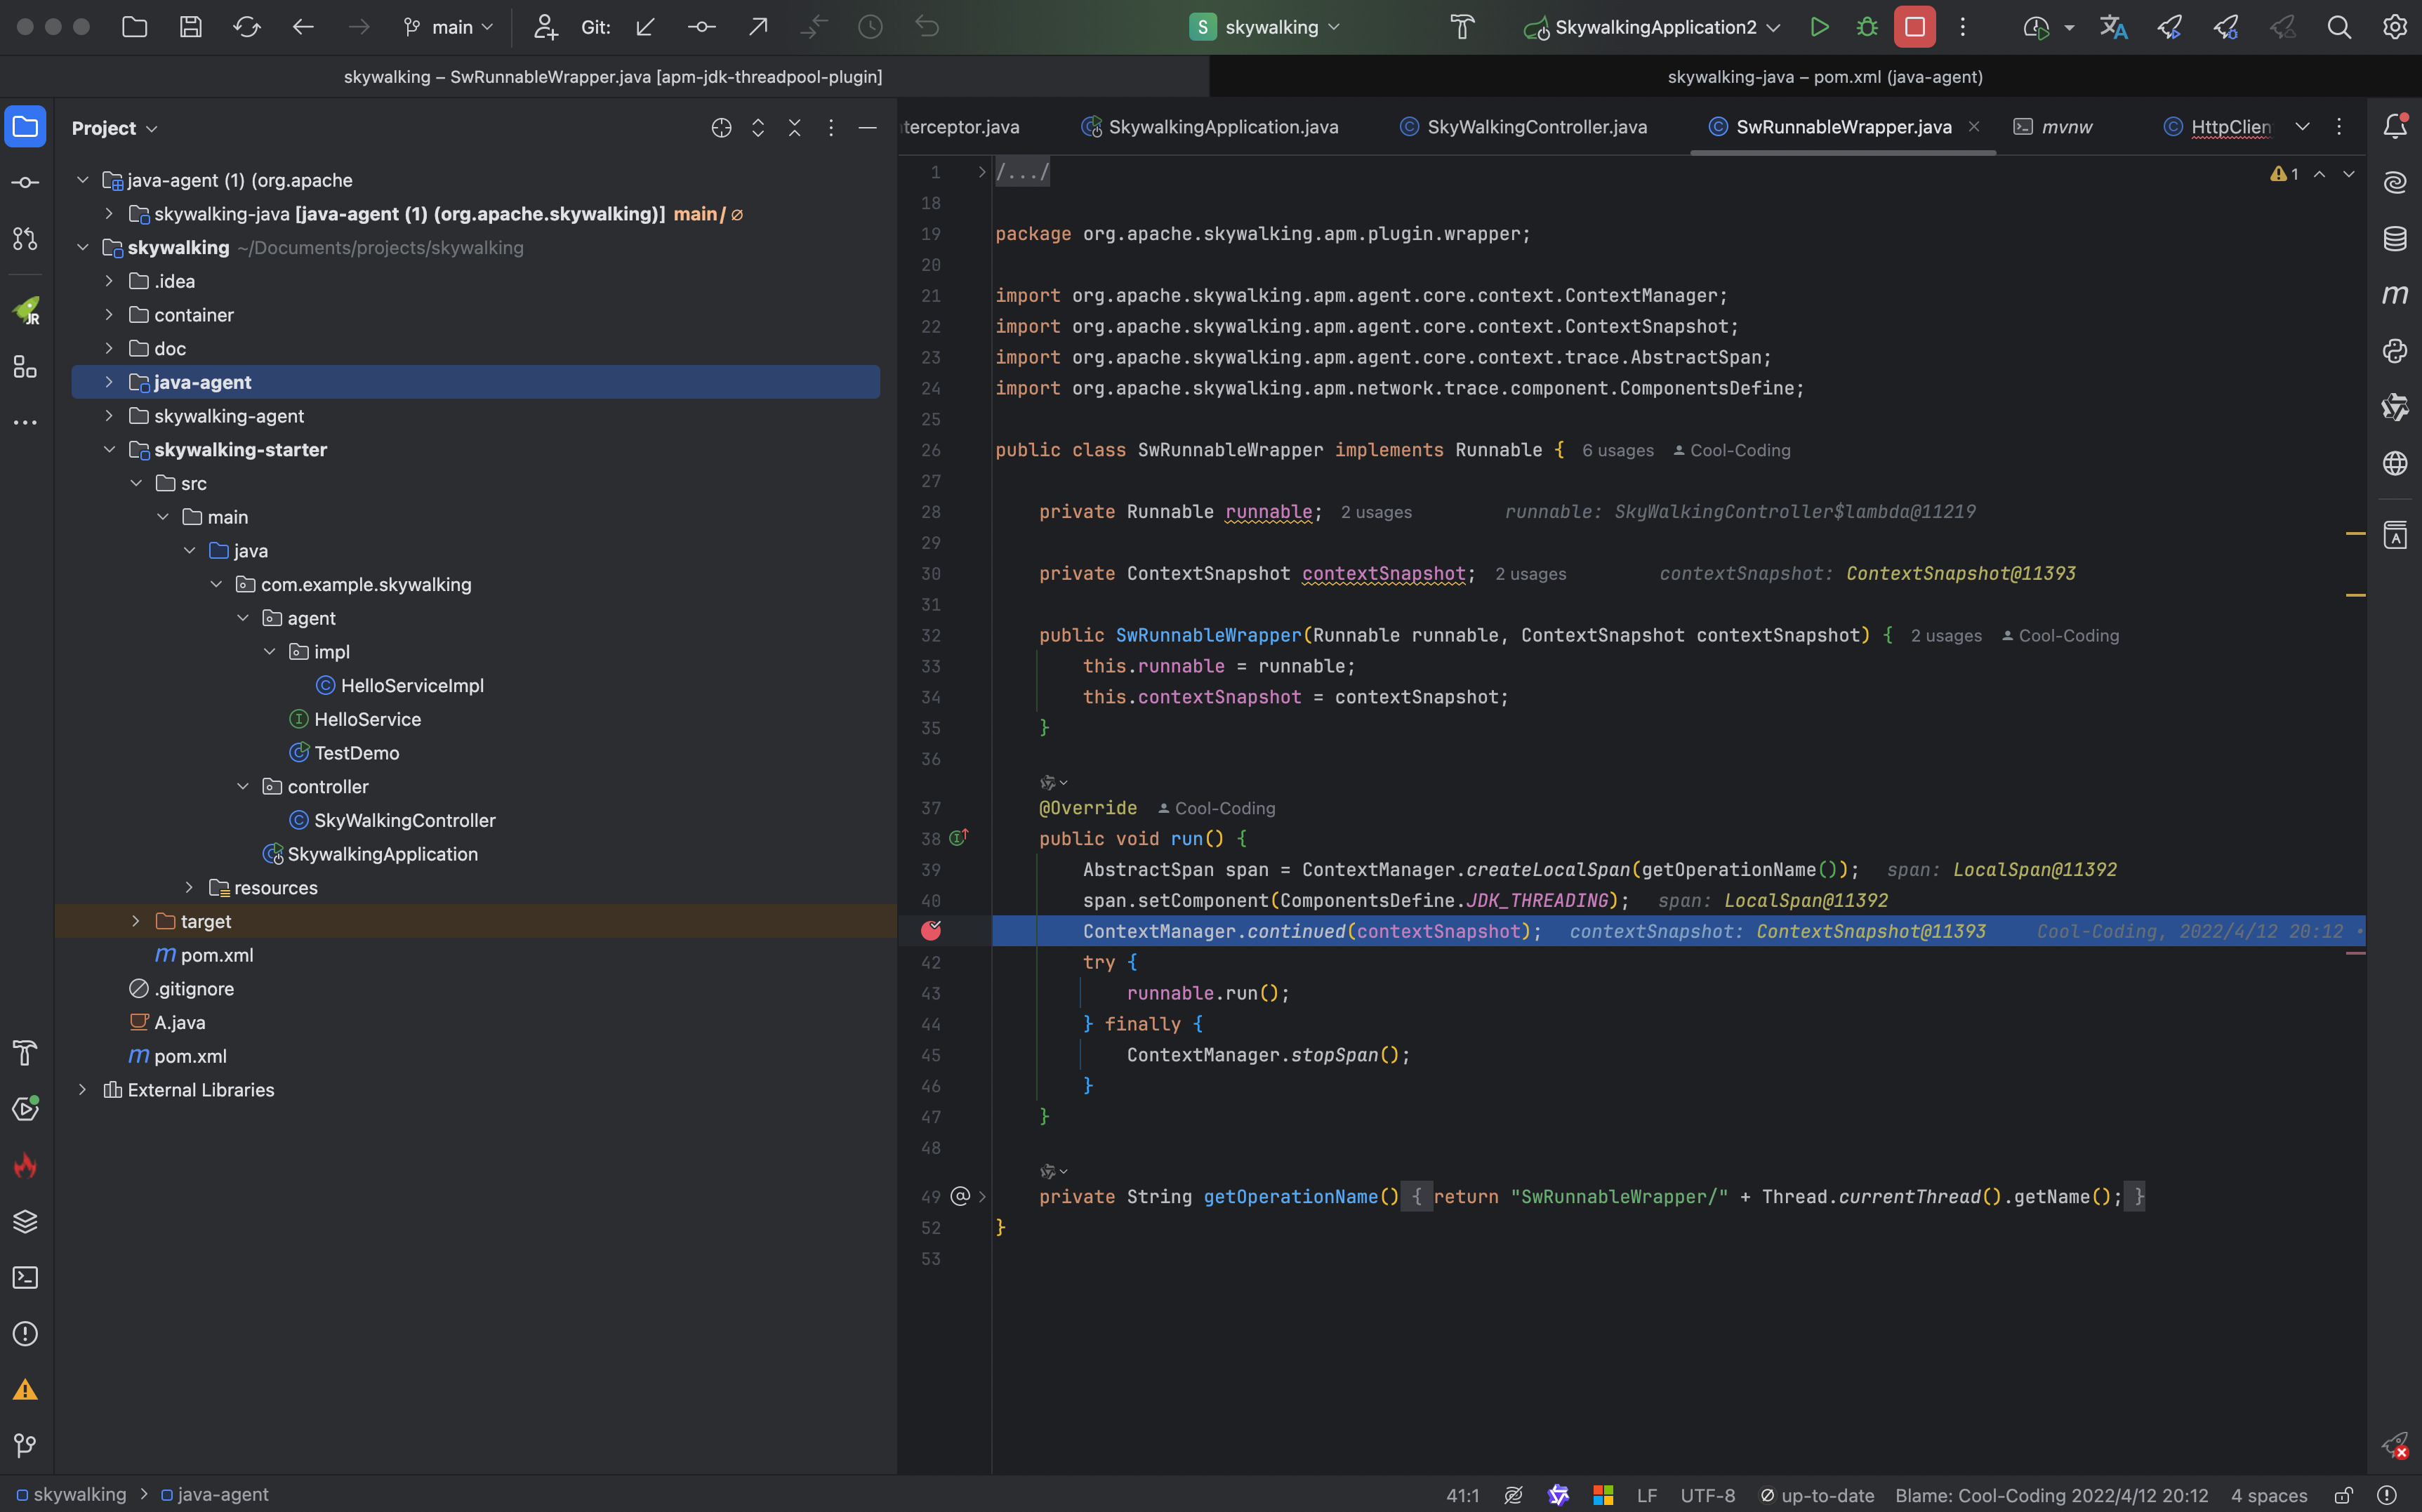 main
Git:
S skywalking
SkywalkingApplication2
skywalking – SwRunnableWrapper.java [apm-jdk-threadpool-plugin]
skywalking-java – pom.xml (java-agent)
Project
java-agent (1) (org.apache
skywalking-java [java-agent (1) (org.apache.skywalking)] main / ∅
skywalking ~/Documents/projects/skywalking
.idea
container
doc
java-agent
skywalking-agent
skywalking-starter
src
main
java
com.example.skywalking
agent
impl
HelloServiceImpl
HelloService
TestDemo
controller
SkyWalkingController
SkywalkingApplication
resources
target
pom.xml
.gitignore
A.java
pom.xml
External Libraries
terceptor.java
SkywalkingApplication.java
SkyWalkingController.java
SwRunnableWrapper.java
mvnw
HttpClien
1
1 /.../
18
19 package org.apache.skywalking.apm.plugin.wrapper;
20
21 import org.apache.skywalking.apm.agent.core.context.ContextManager;
22 import org.apache.skywalking.apm.agent.core.context.ContextSnapshot;
23 import org.apache.skywalking.apm.agent.core.context.trace.AbstractSpan;
24 import org.apache.skywalking.apm.network.trace.component.ComponentsDefine;
25
26 public class SwRunnableWrapper implements Runnable { 6 usages Cool-Coding
27
28 private Runnable runnable; 2 usages runnable: SkyWalkingController$lambda@11219
29
30 private ContextSnapshot contextSnapshot; 2 usages contextSnapshot: ContextSnapshot@11393
31
32 public SwRunnableWrapper(Runnable runnable, ContextSnapshot contextSnapshot) { 2 usages Cool-Coding
33 this.runnable = runnable;
34 this.contextSnapshot = contextSnapshot;
35 }
36
37 @Override Cool-Coding
38 public void run() {
39 AbstractSpan span = ContextManager.createLocalSpan(getOperationName()); span: LocalSpan@11392
40 span.setComponent(ComponentsDefine.JDK_THREADING); span: LocalSpan@11392
ContextManager.continued(contextSnapshot); contextSnapshot: ContextSnapshot@11393 Cool-Coding, 2022/4/12 20:12 •
42 try {
43 runnable.run();
44 } finally {
45 ContextManager.stopSpan();
46 }
47 }
48
49 private String getOperationName() { return "SwRunnableWrapper/" + Thread.currentThread().getName(); }
52 }
53
skywalking > java-agent
41:1
LF
UTF-8
up-to-date
Blame: Cool-Coding 2022/4/12 20:12
4 spaces